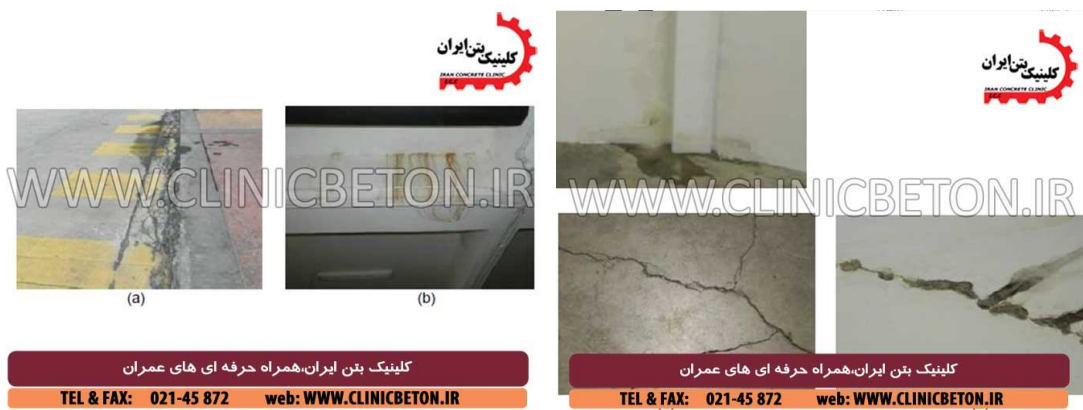 کلینیک بتن ایران
IRAN CONCRETE CLINIC
I.C.C
WWW.CLINICBETON.IR
(a)
(b)
کلینیک بتن ایران،همراه حرفه ای های عمران
TEL & FAX: 021-45 872 web: WWW.CLINICBETON.IR
کلینیک بتن ایران
IRAN CONCRETE CLINIC
I.C.C
WWW.CLINICBETON.IR
کلینیک بتن ایران،همراه حرفه ای های عمران
TEL & FAX: 021-45 872 web: WWW.CLINICBETON.IR